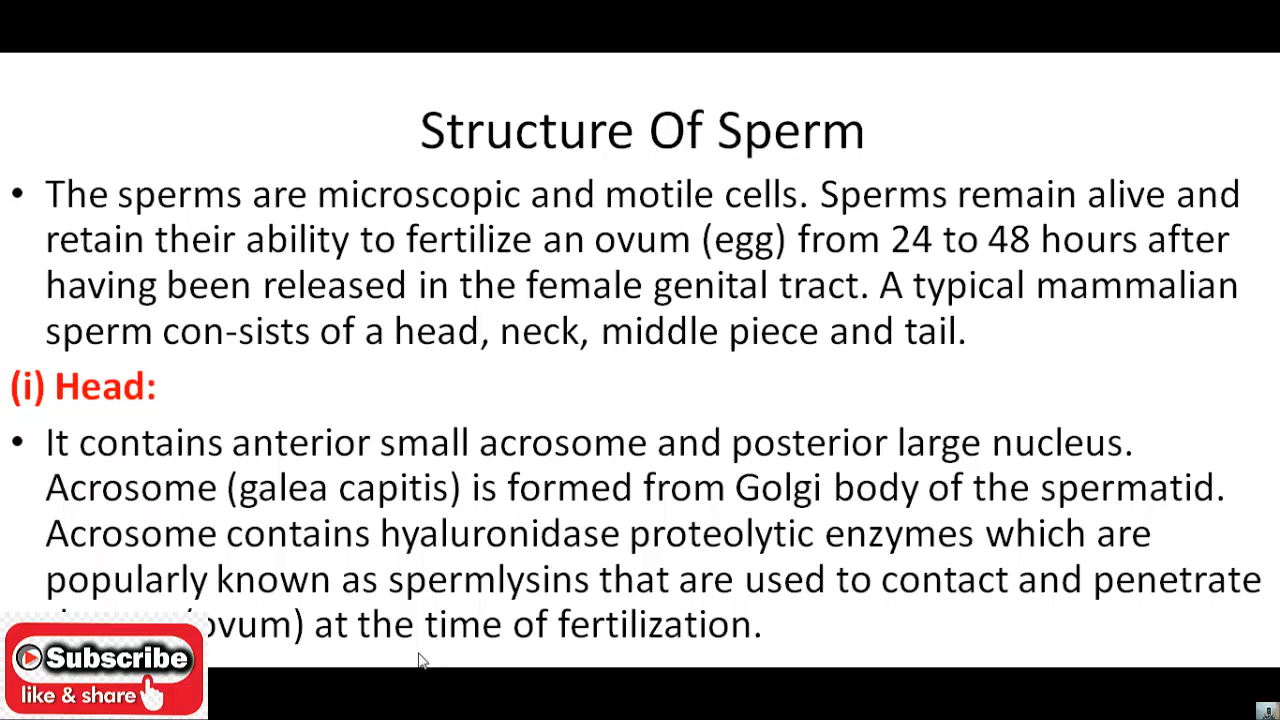 Structure Of Sperm
• The sperms are microscopic and motile cells. Sperms remain alive and
retain their ability to fertilize an ovum (egg) from 24 to 48 hours after
having been released in the female genital tract. A typical mammalian
sperm con-sists of a head, neck, middle piece and tail.
(i) Head:
• It contains anterior small acrosome and posterior large nucleus.
Acrosome (galea capitis) is formed from Golgi body of the spermatid.
Acrosome contains hyaluronidase proteolytic enzymes which are
popularly known as spermlysins that are used to contact and penetrate
ovum) at the time of fertilization.
Subscribe
like & share